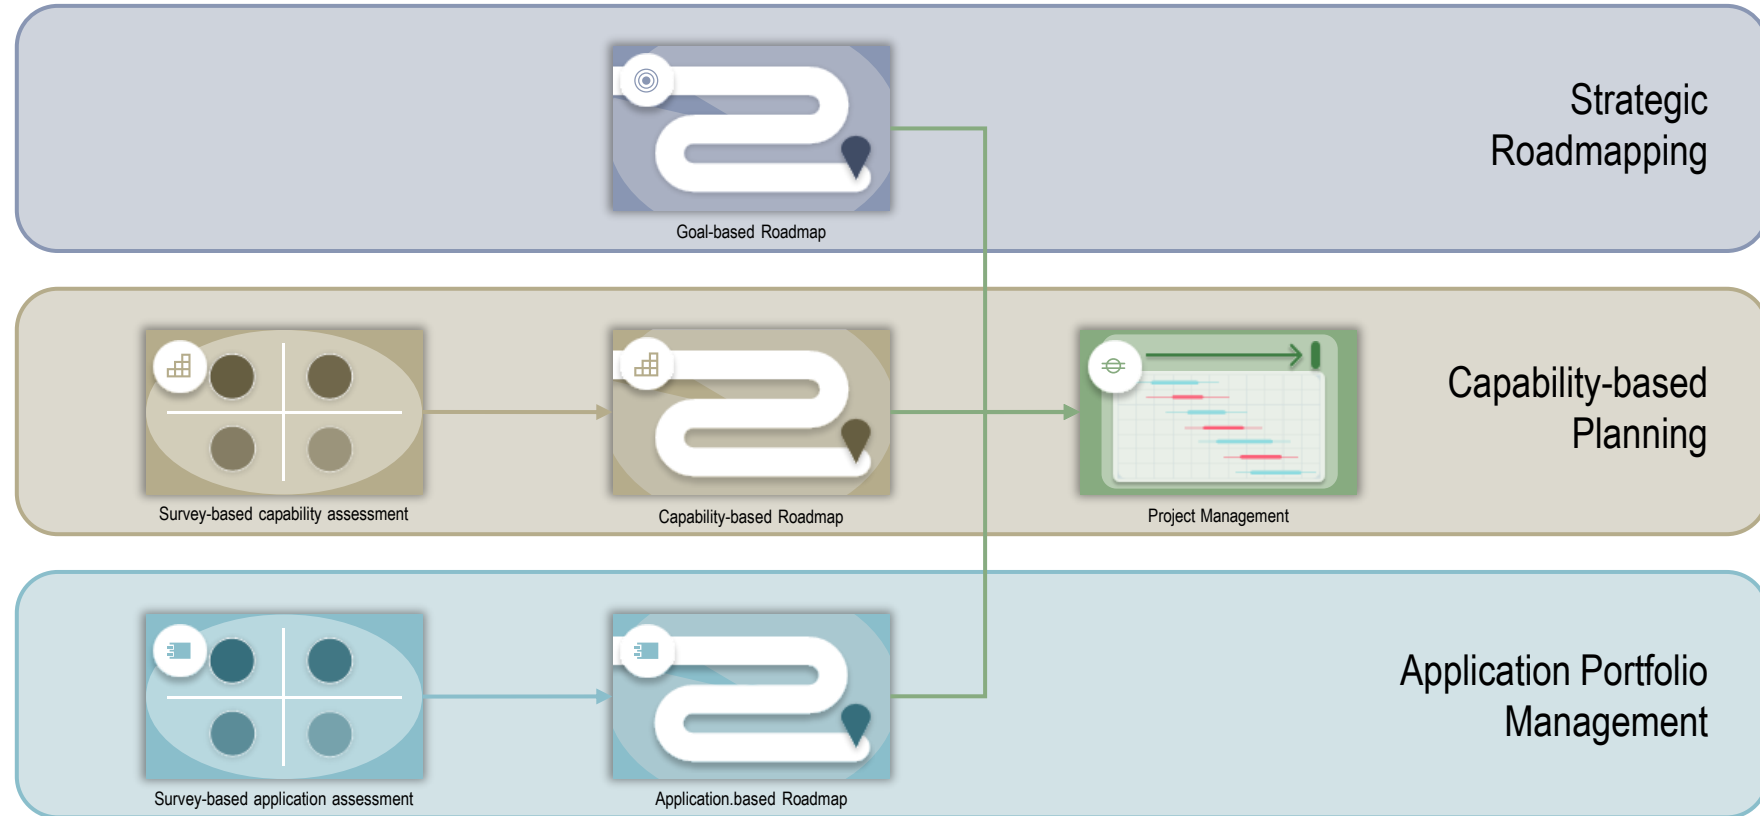 Strategic
Roadmapping
Goal-based Roadmap
Capability-based
Planning
Survey-based capability assessment
Capability-based Roadmap
Project Management
Application Portfolio
Management
Survey-based application assessment
Application.based Roadmap